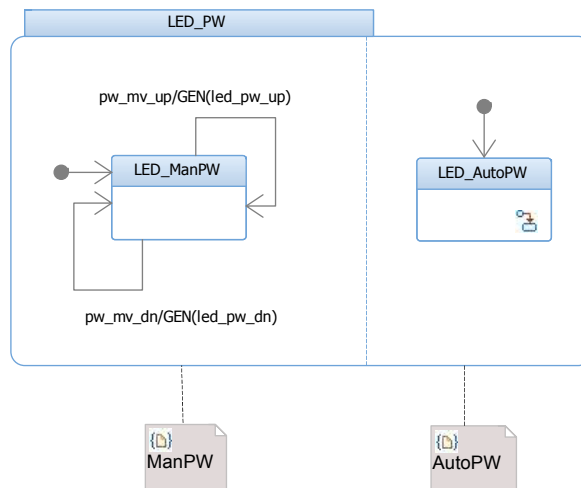 LED_PW
pw_mv_up/GEN(led_pw_up)
LED_ManPW
LED_AutoPW
pw_mv_dn/GEN(led_pw_dn)
ManPW
AutoPW